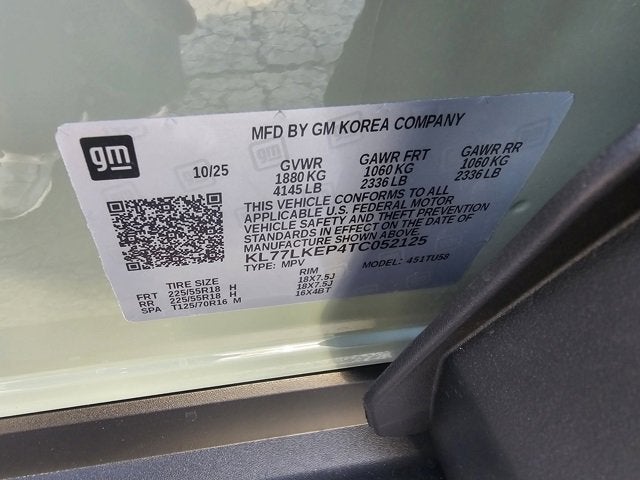 gm
MFD BY GM KOREA COMPANY
10/25 GVWR GAWR FRT GAWR RR
1880 KG 1060 KG 1060 KG
4145 LB 2336 LB 2336 LB
THIS VEHICLE CONFORMS TO ALL
APPLICABLE U.S. FEDERAL MOTOR
VEHICLE SAFETY AND THEFT PREVENTION
STANDARDS IN EFFECT ON THE DATE OF
MANUFACTURE SHOWN ABOVE
KL77LKEP4TC052125
TYPE: MPV MODEL: 451TU58
TIRE SIZE RIM
FRT 225/55R18 H 18X7.5J
RR 225/55R18 H 18X7.5J
SPA T125/70R16 M 16X4BT